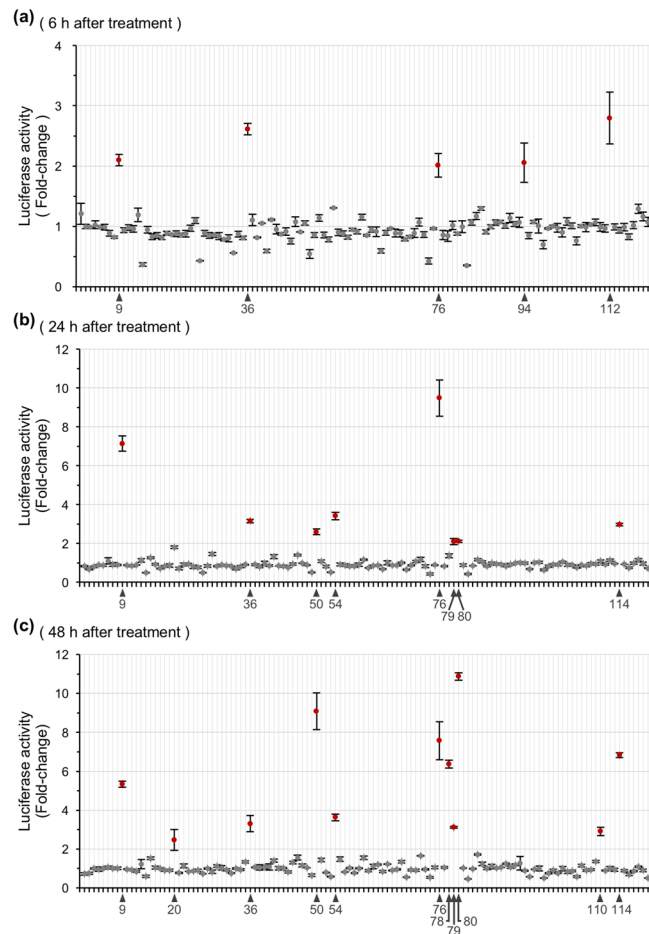 (a) ( 6 h after treatment )
Luciferase activity
( Fold-change )
4
3
2
1
0
9 36 76 94 112
(b) ( 24 h after treatment )
Luciferase activity
(Fold-change)
12
10
8
6
4
2
0
9 36 50 54 76 114
79 80
(c) ( 48 h after treatment )
Luciferase activity
(Fold-change)
12
10
8
6
4
2
0
9 20 36 50 54 76 110 114
78 80
79